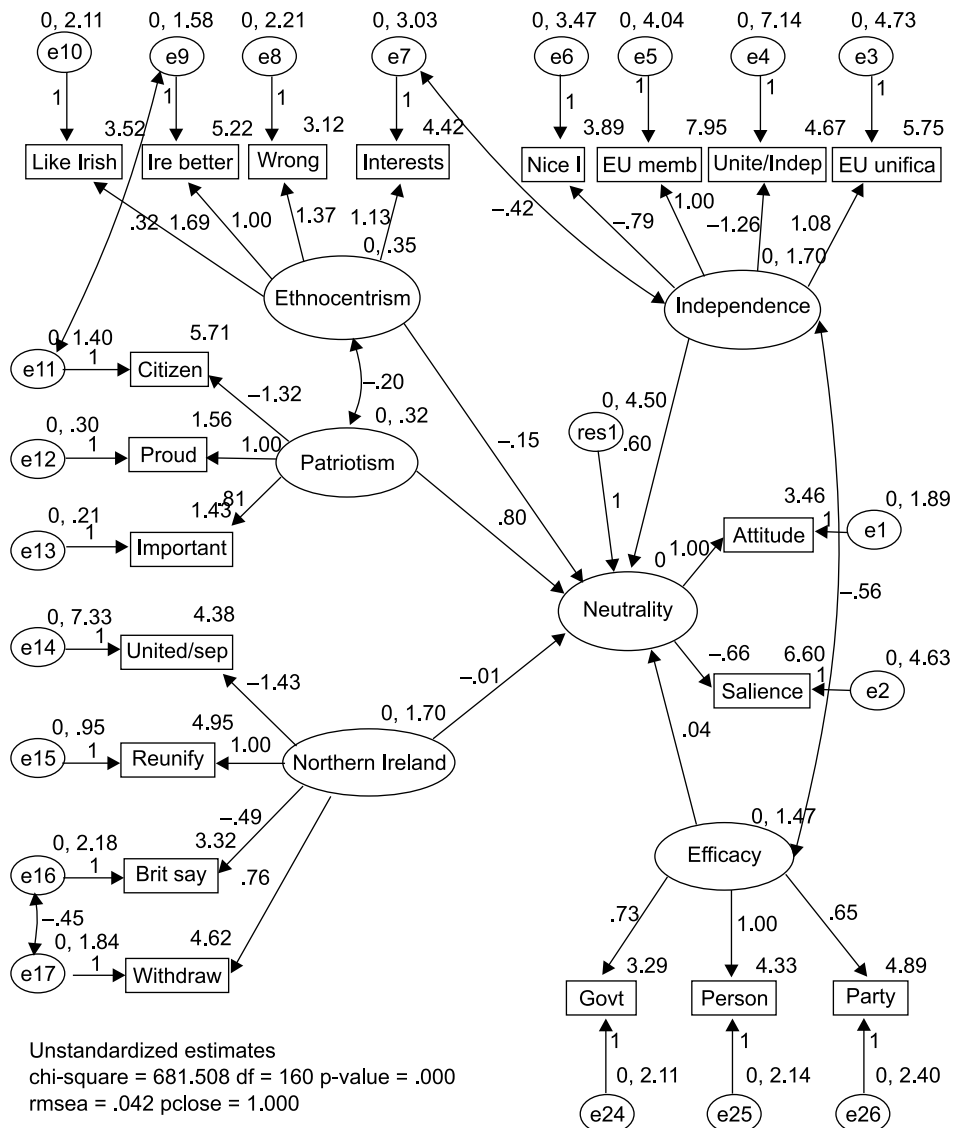 0, 2.11 0, 1.58 0, 2.21 0, 3.03 0, 3.47 0, 4.04 0, 7.14 0, 4.73
e10 e9 e8 e7 e6 e5 e4 e3
1 1 1 1 1 1 1 1
3.52 5.22 3.12 4.42 3.89 7.95 4.67 5.75
Like Irish Ire better Wrong Interests Nice I EU memb Unite/Indep EU unifica
.32 1.69 1.00 1.37 1.13 –.42 –.79 1.00 –1.26 1.08
0, .35 0, 1.70
Ethnocentrism Independence
0, 1.40 5.71
e11 1 Citizen
–.20
–1.32
0, .32 0, 4.50
0, .30 1.56
e12 1 Proud 1.00 Patriotism –.15 res1 .60
.81
0, .21 1.43
e13 1 Important .80 1
3.46 0, 1.89
0 1.00 Attitude 1 e1
Neutrality –.56
0, 7.33 4.38
e14 1 United/sep
–.66 6.60 0, 4.63
–1.43 –.01 Salience 1 e2
0, 1.70
0, .95 4.95 .04
e15 1 Reunify 1.00 Northern Ireland
–.49
0, 2.18 3.32 0, 1.47
e16 1 Brit say .76 Efficacy
–.45
0, 1.84 4.62 .73 1.00 .65
e17 1 Withdraw
3.29 4.33 4.89
Govt Person Party
1 1 1
Unstandardized estimates
chi-square = 681.508 df = 160 p-value = .000
rmsea = .042 pclose = 1.000
0, 2.11 0, 2.14 0, 2.40
e24 e25 e26